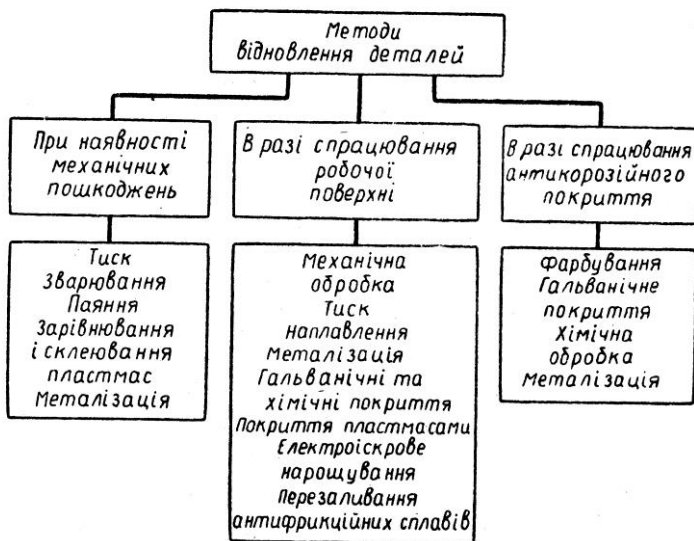 Методи
відновлення деталей
При наявності
механічних
пошкоджень
В разі спрацювання
робочої
поверхні
В разі спрацювання
антикорозійного
покриття
Тиск
Зварювання
Паяння
Зарівнювання
і склеювання
пластмас
Металізація
Механічна
обробка
Тиск
наплавлення
Металізація
Гальванічні та
хімічні покриття
Покриття пластмасами
Електроіскрове
нарощування
Перезаливання
антифрикційних сплавів
Фарбування
Гальванічне
покриття
Хімічна
обробка
Металізація